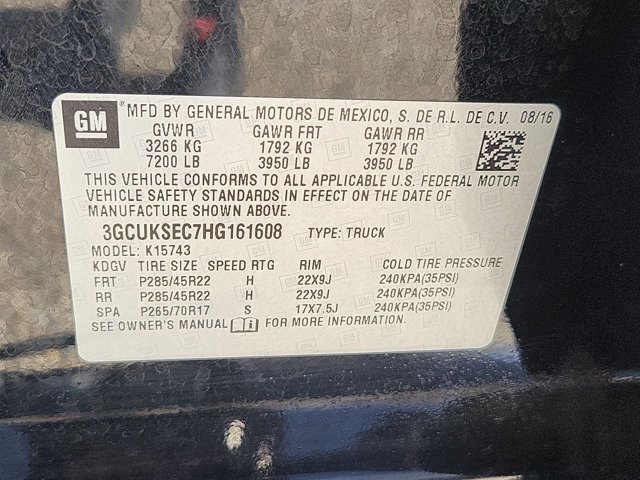 GM ® MFD BY GENERAL MOTORS DE MEXICO, S. DE R.L. DE C.V. 08/16
GVWR GAWR FRT GAWR RR
3266 KG 1792 KG 1792 KG
7200 LB 3950 LB 3950 LB
THIS VEHICLE CONFORMS TO ALL APPLICABLE U.S. FEDERAL MOTOR
VEHICLE SAFETY STANDARDS IN EFFECT ON THE DATE OF
MANUFACTURE SHOWN ABOVE.
3GCUKSEC7HG161608 TYPE: TRUCK
MODEL: K15743
KDGV TIRE SIZE SPEED RTG RIM COLD TIRE PRESSURE
FRT P285/45R22 H 22X9J 240KPA(35PSI)
RR P285/45R22 H 22X9J 240KPA(35PSI)
SPA P265/70R17 S 17X7.5J 240KPA(35PSI)
SEE OWNER'S MANUAL FOR MORE INFORMATION.